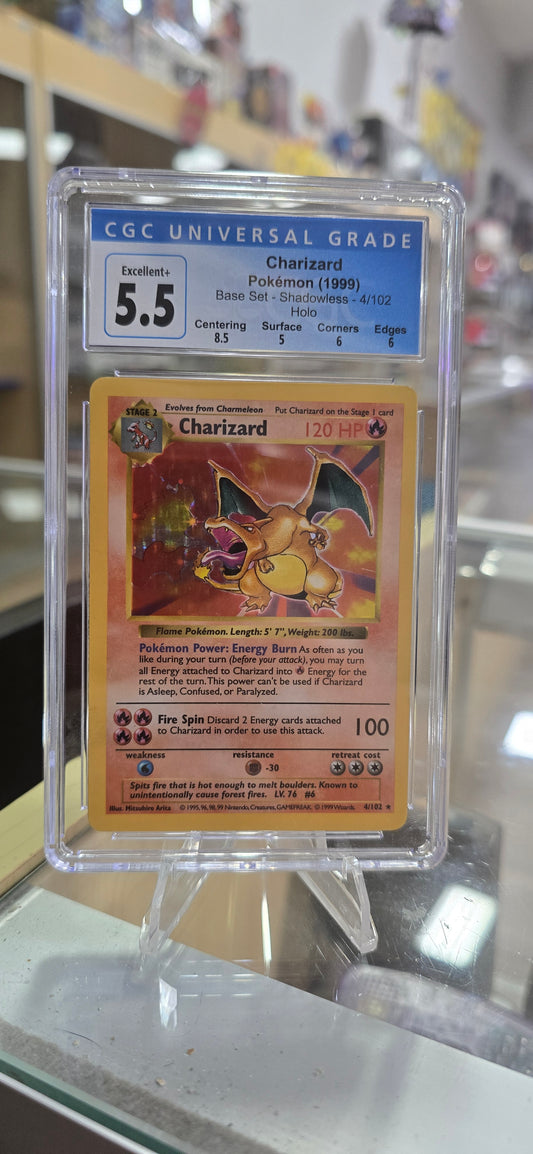 CGC UNIVERSAL GRADE
Excellent+
5.5
Charizard
Pokémon (1999)
Base Set - Shadowless - 4/102
Holo
Centering Surface Corners Edges
8.5 5 6 6
STAGE 2 Evolves from Charmeleon Put Charizard on the Stage 1 card
Charizard 120 HP
Flame Pokémon. Length: 5' 7", Weight: 200 lbs.
Pokémon Power: Energy Burn As often as you
like during your turn (before your attack), you may turn
all Energy attached to Charizard into Energy for the
rest of the turn. This power can't be used if Charizard
is Asleep, Confused, or Paralyzed.
Fire Spin Discard 2 Energy cards attached
to Charizard in order to use this attack. 100
weakness resistance retreat cost
-30
Spits fire that is hot enough to melt boulders. Known to
unintentionally cause forest fires. LV. 76 #6
Illus. Mitsuhiro Arita © 1995, 96, 98, 99 Nintendo, Creatures, GAMEFREAK. © 1999 Wizards. 4/102 ★